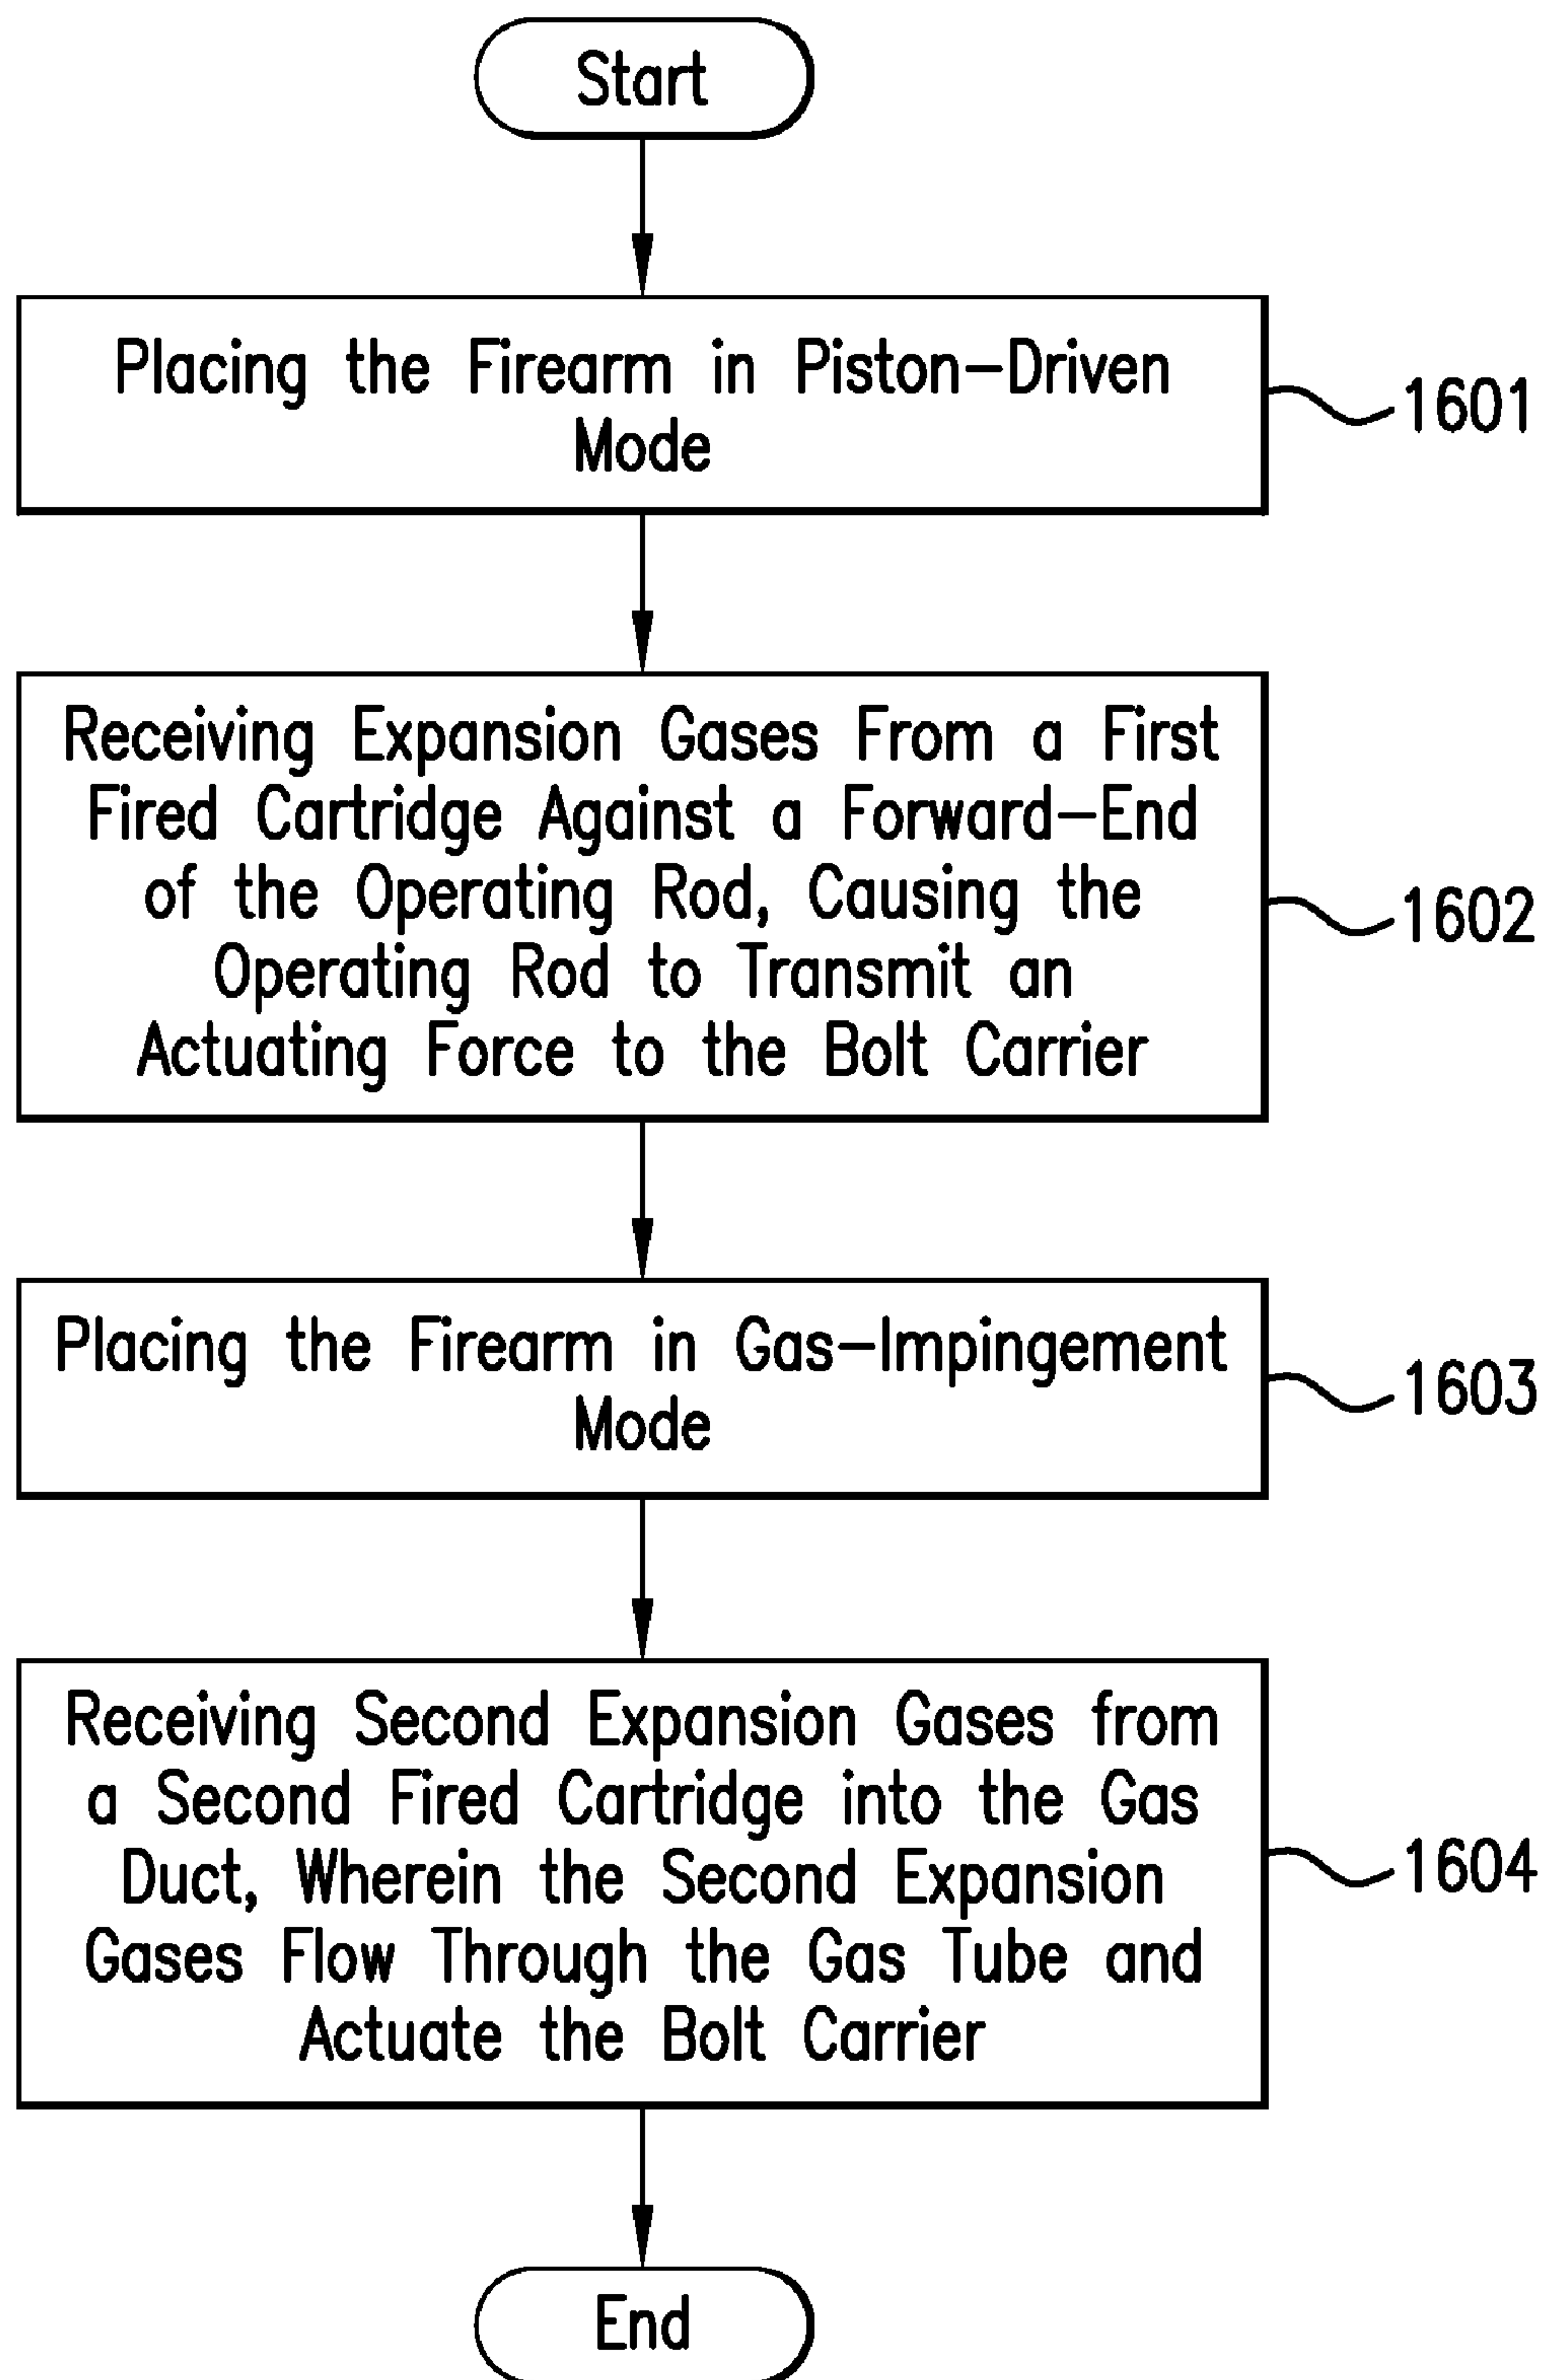 Start
Placing the Firearm in Piston-Driven
Mode
1601
Receiving Expansion Gases From a First
Fired Cartridge Against a Forward-End
of the Operating Rod, Causing the
Operating Rod to Transmit an
Actuating Force to the Bolt Carrier
1602
Placing the Firearm in Gas-Impingement
Mode
1603
Receiving Second Expansion Gases from
a Second Fired Cartridge into the Gas
Duct, Wherein the Second Expansion
Gases Flow Through the Gas Tube and
Actuate the Bolt Carrier
1604
End